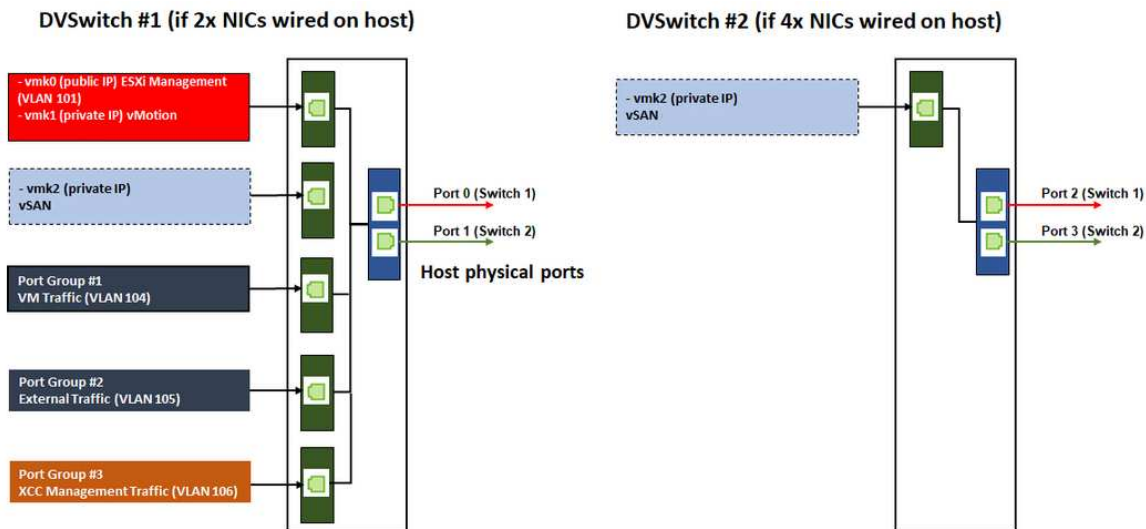 DVSwitch #1 (if 2x NICs wired on host)
- vmk0 (public IP) ESXi Management
(VLAN 101)
- vmk1 (private IP) vMotion
- vmk2 (private IP)
vSAN
Port Group #1
VM Traffic (VLAN 104)
Port Group #2
External Traffic (VLAN 105)
Port Group #3
XCC Management Traffic (VLAN 106)
Port 0 (Switch 1)
Port 1 (Switch 2)
Host physical ports
DVSwitch #2 (if 4x NICs wired on host)
- vmk2 (private IP)
vSAN
Port 2 (Switch 1)
Port 3 (Switch 2)